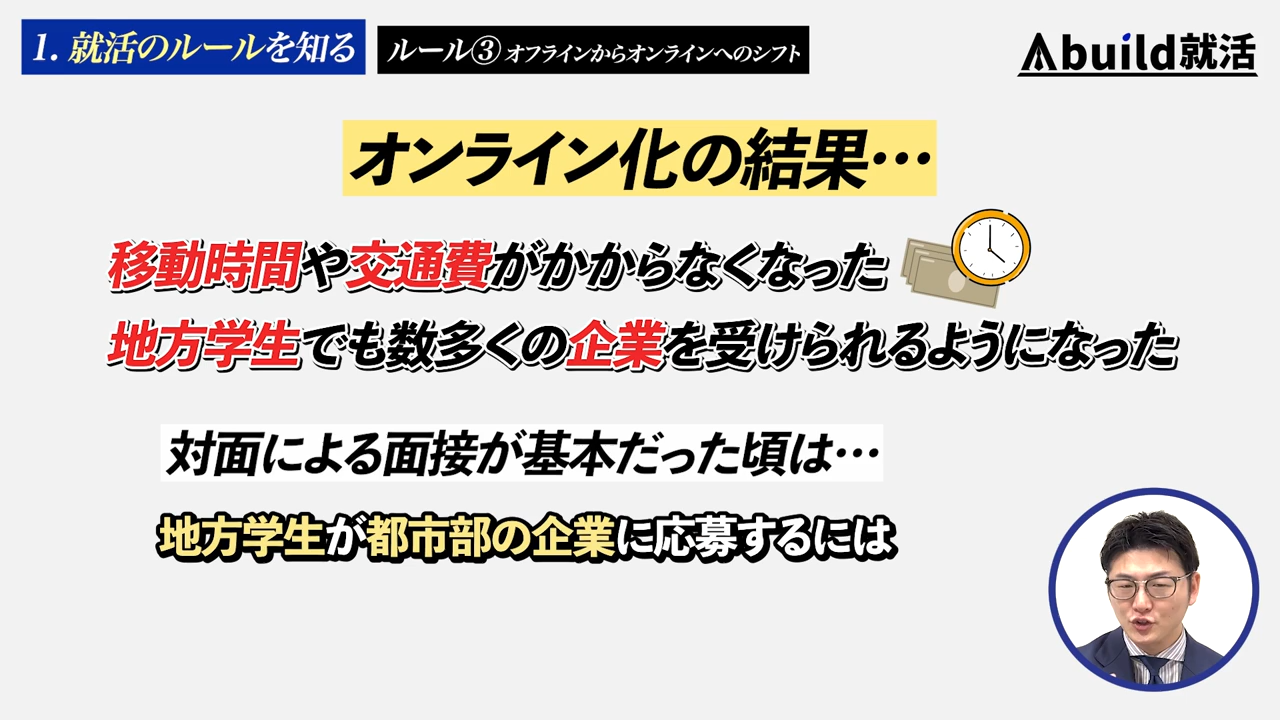 1. 就活のルールを知る
ルール③ オフラインからオンラインへのシフト
Abuild就活
オンライン化の結果…
移動時間や交通費がかからなくなった
地方学生でも数多くの企業を受けられるようになった
対面による面接が基本だった頃は…
地方学生が都市部の企業に応募するには